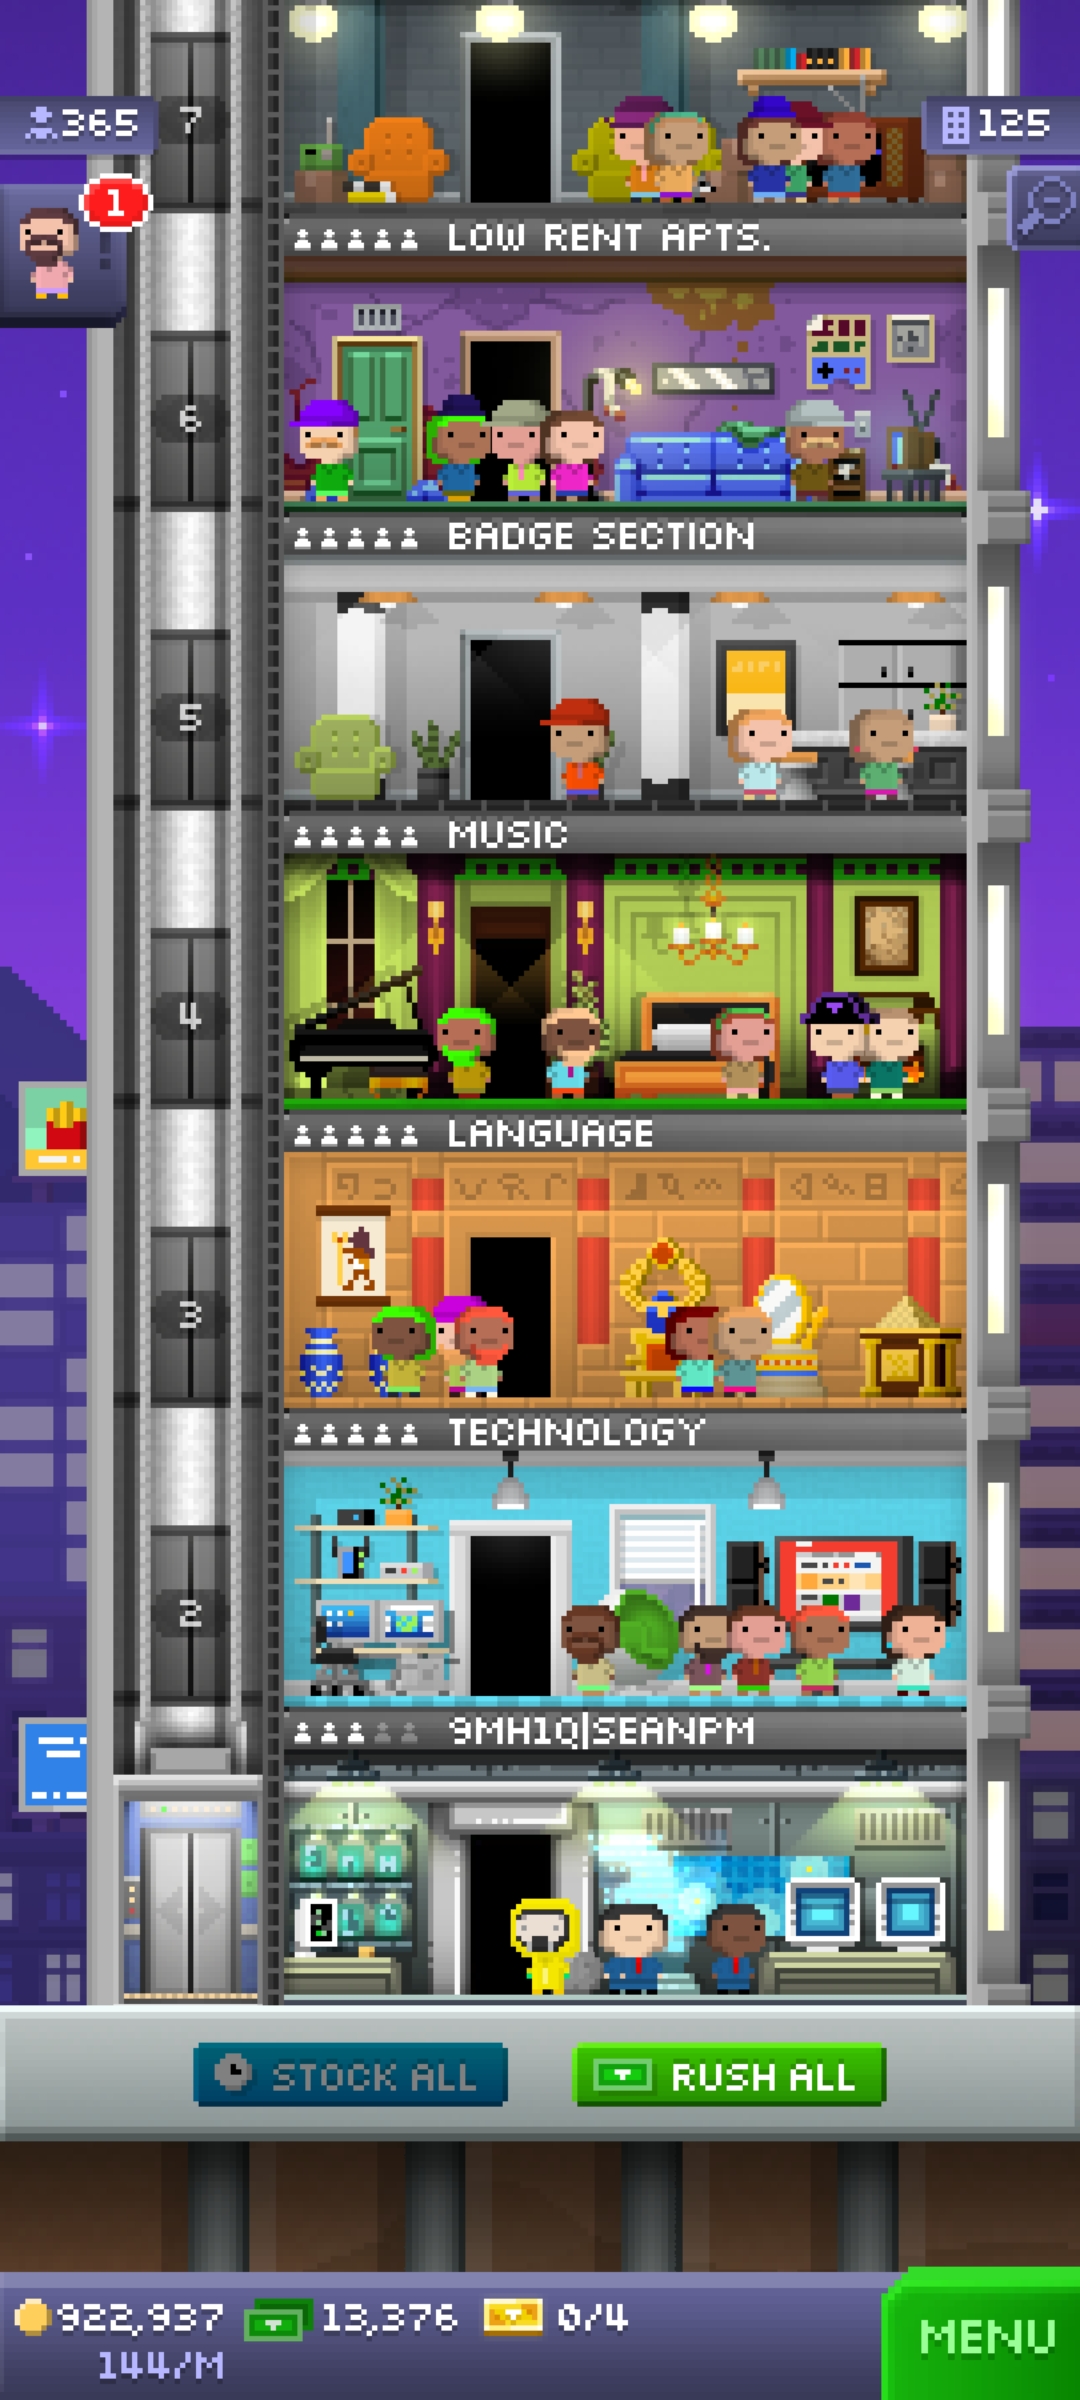 7
365
125
1
LOW RENT APTS.
6
BADGE SECTION
5
MUSIC
4
LANGUAGE
3
TECHNOLOGY
2
9MH1Q|SEANPM
STOCK ALL
RUSH ALL
922,937
13,376
0/4
144/M
MENU